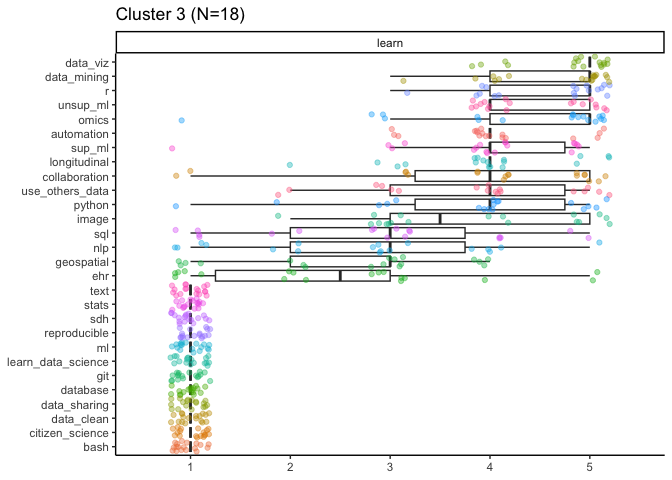 Cluster 3 (N=18)
learn
data_viz
data_mining
r
unsup_ml
omics
automation
sup_ml
longitudinal
collaboration
use_others_data
python
image
sql
nlp
geospatial
ehr
text
stats
sdh
reproducible
ml
learn_data_science
git
database
data_sharing
data_clean
citizen_science
bash
1 2 3 4 5